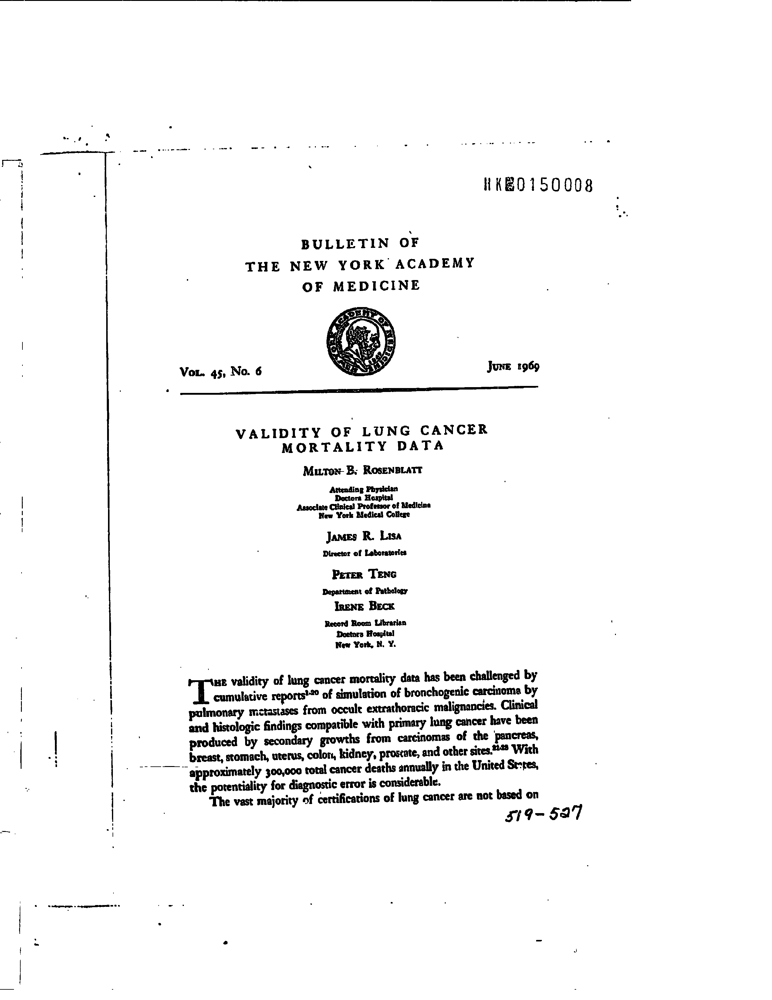 HK0150008
BULLETIN OF
THE NEW YORK ACADEMY
OF MEDICINE
VOL. 45, No. 6
JUNE 1969
VALIDITY OF LUNG CANCER
MORTALITY DATA
MILTON B. ROSENBLATT
Attending Physician
Doctors Hospital
Associate Clinical Professor of Medicine
New York Medical College
JAMES R. LISA
Director of Laboratories
PETER TENG
Department of Pathology
IRENE BECK
Record Room Librarian
Doctors Hospital
New York, N. Y.
THE validity of lung cancer mortality data has been challenged by
cumulative reports1-20 of simulation of bronchogenic carcinoma by
pulmonary metastases from occult extrathoracic malignancies. Clinical
and histologic findings compatible with primary lung cancer have been
produced by secondary growths from carcinomas of the pancreas,
breast, stomach, uterus, colon, kidney, prostate, and other sites. With
approximately 300,000 total cancer deaths annually in the United States,
the potentiality for diagnostic error is considerable.
The vast majority of certifications of lung cancer are not based on
519-527